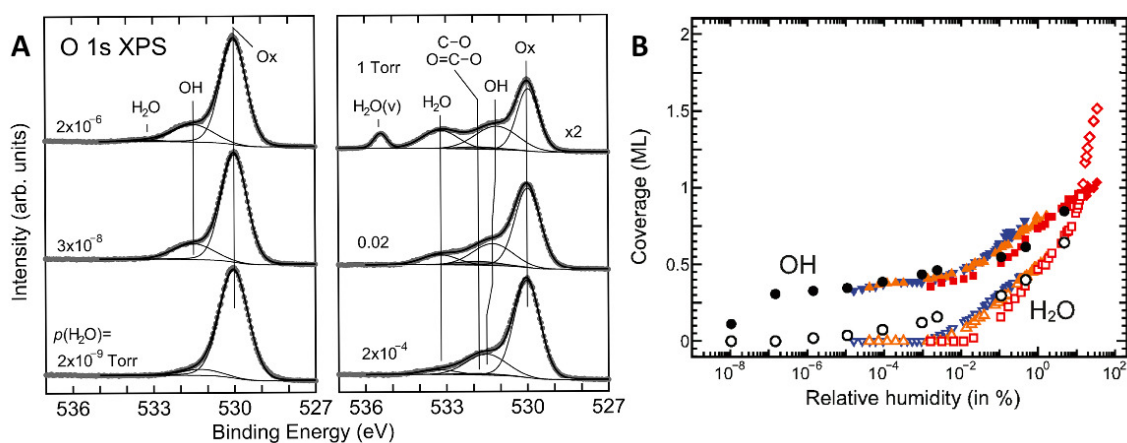 A
O 1s XPS
Ox
OH
H₂O
2x10⁻⁶
3x10⁻⁸
p(H₂O)=
2x10⁻⁹ Torr
536 533 530 527
C-O
O=C-O
Ox
1 Torr
OH
H₂O(v)
H₂O
x2
0.02
2x10⁻⁴
536 533 530 527
Intensity (arb. units)
Binding Energy (eV)
B
2
1.5
1
0.5
0
Coverage (ML)
OH
H₂O
10⁻⁸ 10⁻⁶ 10⁻⁴ 10⁻² 10⁰ 10²
Relative humidity (in %)